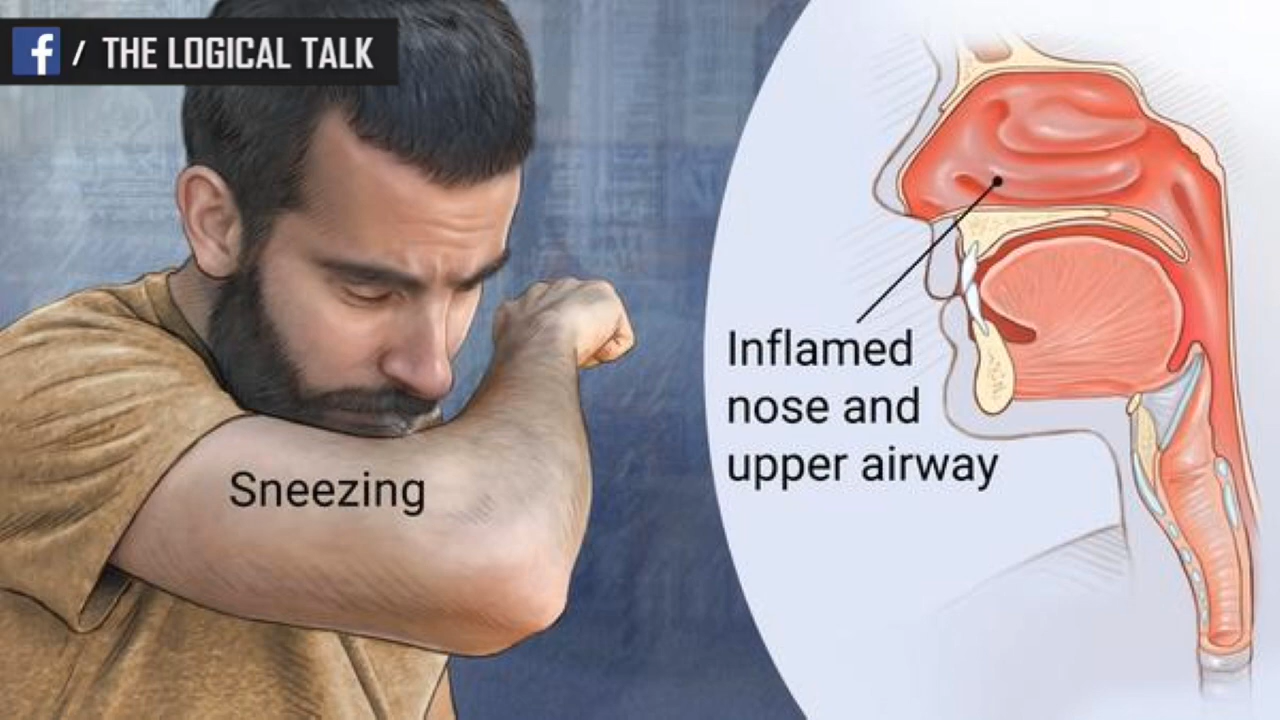 f / THE LOGICAL TALK
Sneezing
Inflamed
nose and
upper airway